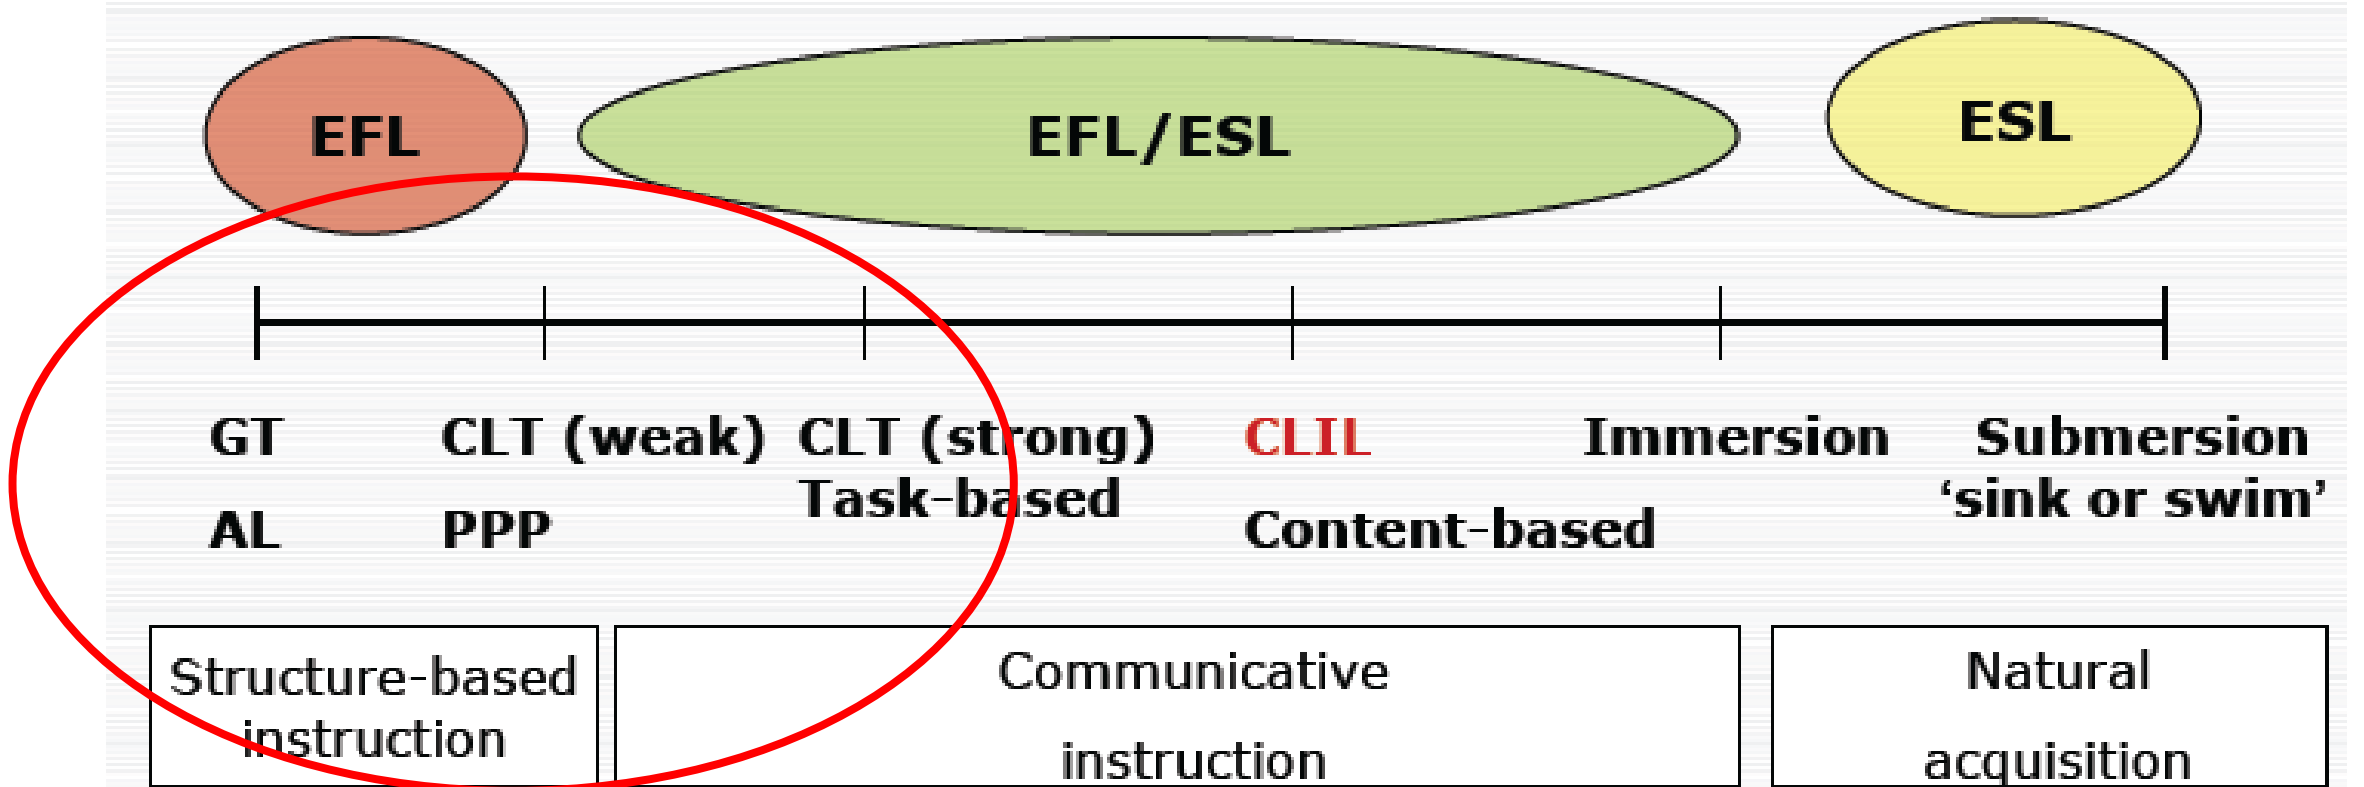 EFL
EFL/ESL
ESL
GT
CLT (weak)
CLT (strong)
CLIL
Immersion
Submersion
AL
PPP
Task-based
Content-based
‘sink or swim’
Structure-based
instruction
Communicative
instruction
Natural
acquisition